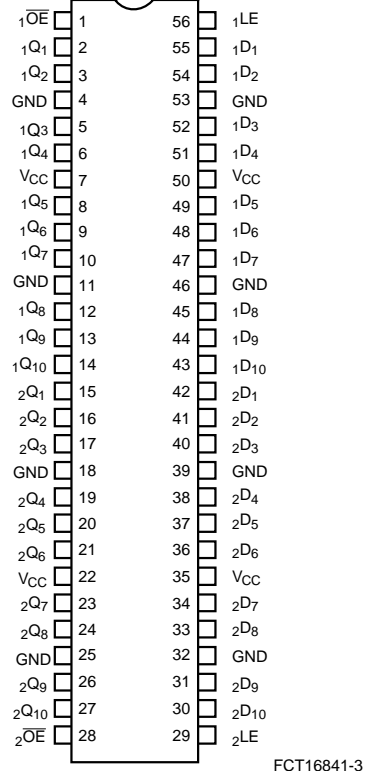 1OE 1 56 1LE
1Q1 2 55 1D1
1Q2 3 54 1D2
GND 4 53 GND
1Q3 5 52 1D3
1Q4 6 51 1D4
VCC 7 50 VCC
1Q5 8 49 1D5
1Q6 9 48 1D6
1Q7 10 47 1D7
GND 11 46 GND
1Q8 12 45 1D8
1Q9 13 44 1D9
1Q10 14 43 1D10
2Q1 15 42 2D1
2Q2 16 41 2D2
2Q3 17 40 2D3
GND 18 39 GND
2Q4 19 38 2D4
2Q5 20 37 2D5
2Q6 21 36 2D6
VCC 22 35 VCC
2Q7 23 34 2D7
2Q8 24 33 2D8
GND 25 32 GND
2Q9 26 31 2D9
2Q10 27 30 2D10
2OE 28 29 2LE
FCT16841-3